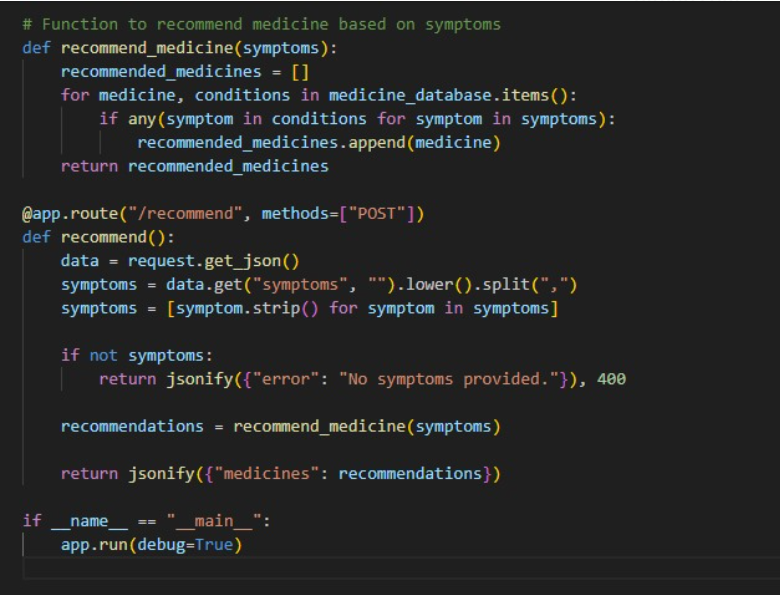 # Function to recommend medicine based on symptoms
def recommend_medicine(symptoms):
    recommended_medicines = []
    for medicine, conditions in medicine_database.items():
        if any(symptom in conditions for symptom in symptoms):
            recommended_medicines.append(medicine)
    return recommended_medicines

@app.route("/recommend", methods=["POST"])
def recommend():
    data = request.get_json()
    symptoms = data.get("symptoms", "").lower().split(",")
    symptoms = [symptom.strip() for symptom in symptoms]

    if not symptoms:
        return jsonify({"error": "No symptoms provided."}), 400

    recommendations = recommend_medicine(symptoms)

    return jsonify({"medicines": recommendations})

if __name__ == "__main__":
    app.run(debug=True)